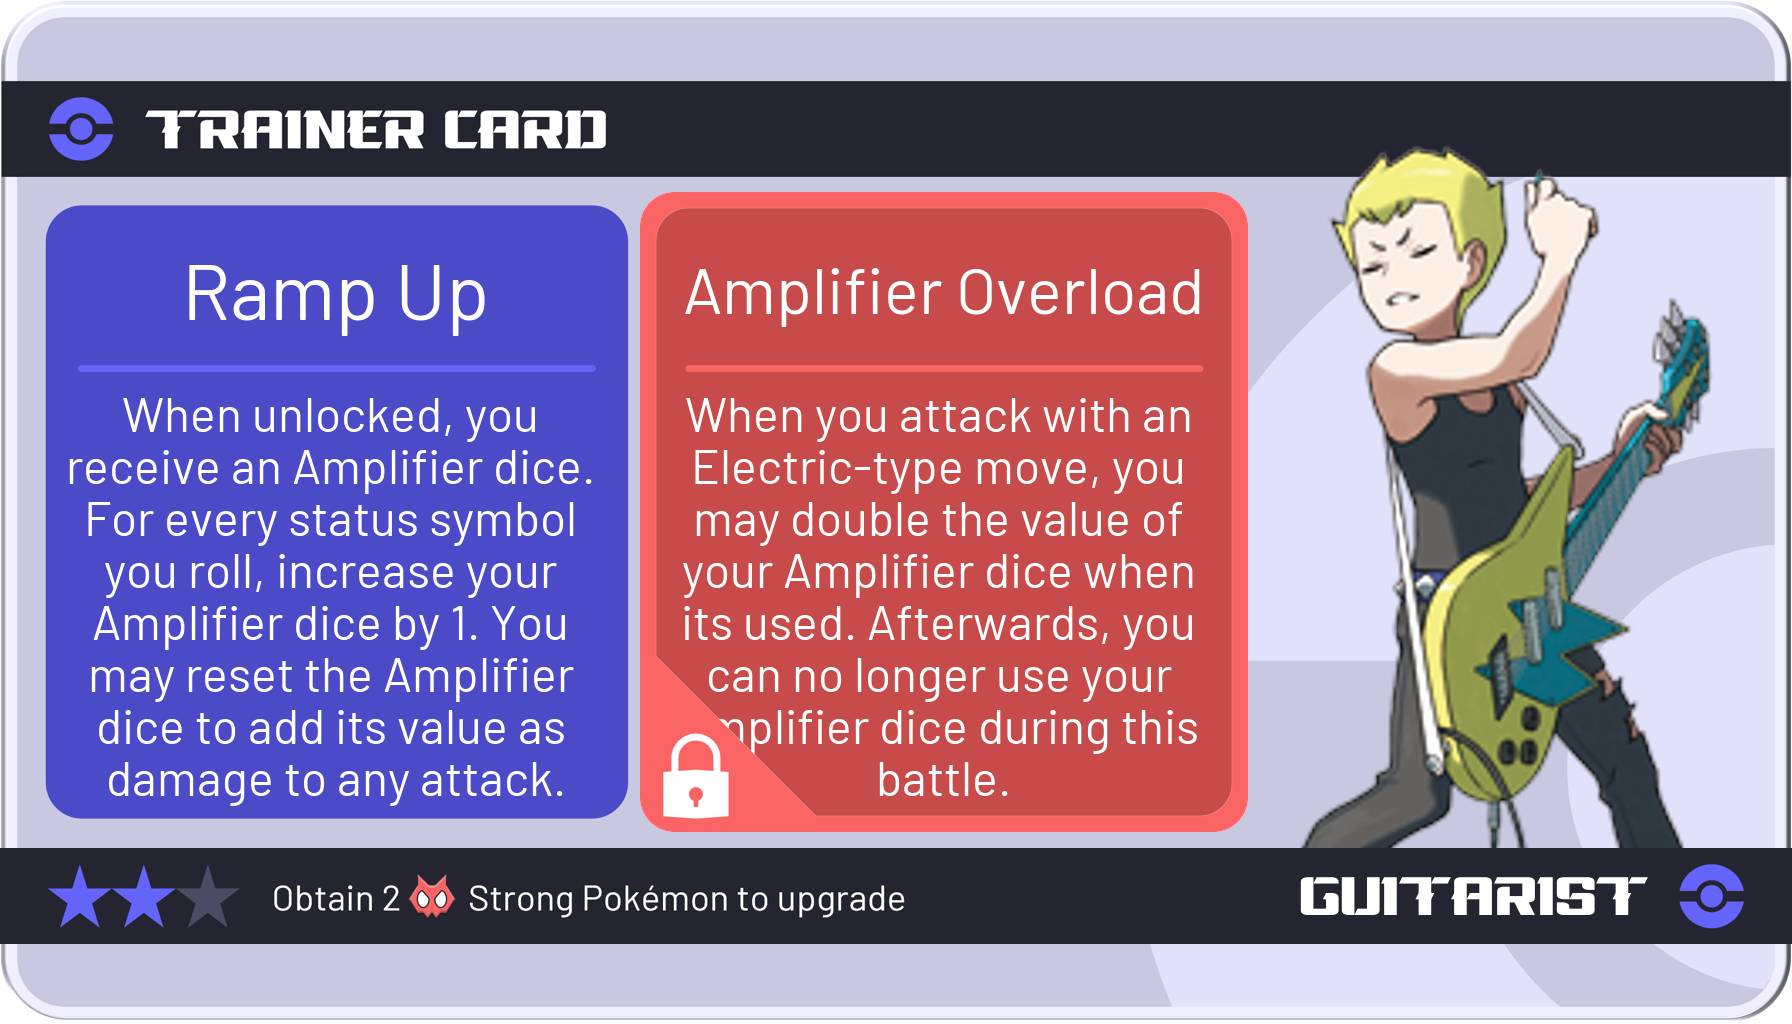 TRAINER CARD
Ramp Up
When unlocked, you
receive an Amplifier dice.
For every status symbol
you roll, increase your
Amplifier dice by 1. You
may reset the Amplifier
dice to add its value as
damage to any attack.
Amplifier Overload
When you attack with an
Electric-type move, you
may double the value of
your Amplifier dice when
its used. Afterwards, you
can no longer use your
mplifier dice during this
battle.
Obtain 2 Strong Pokémon to upgrade
GUITARIST